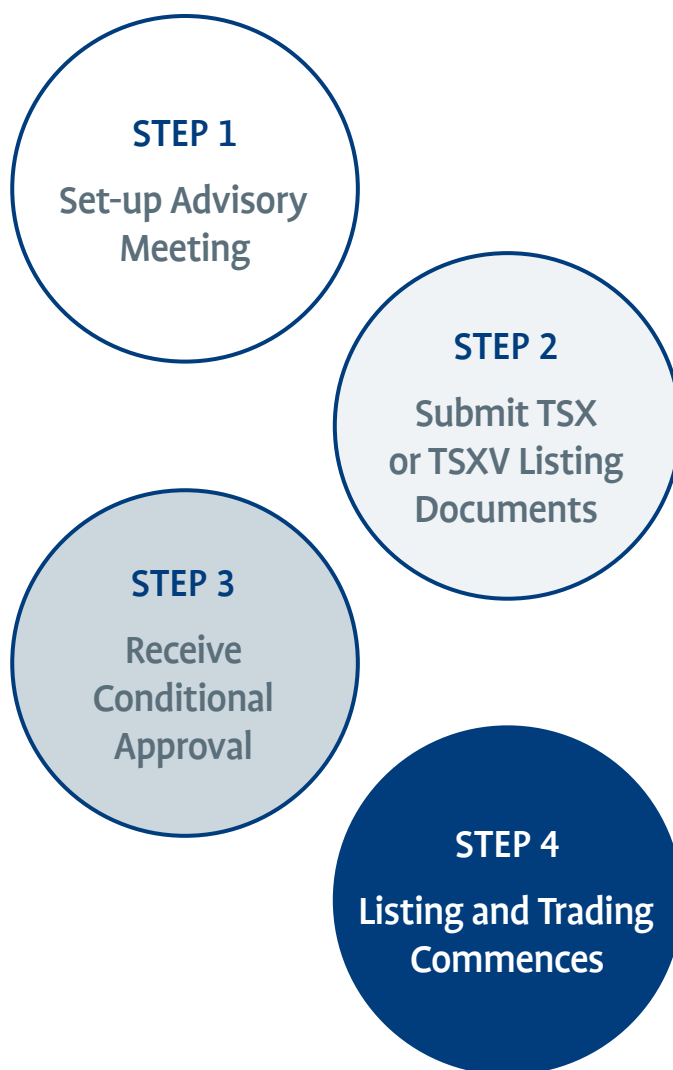 STEP 1
Set-up Advisory
Meeting
STEP 2
Submit TSX
or TSXV Listing
Documents
STEP 3
Receive
Conditional
Approval
STEP 4
Listing and Trading
Commences